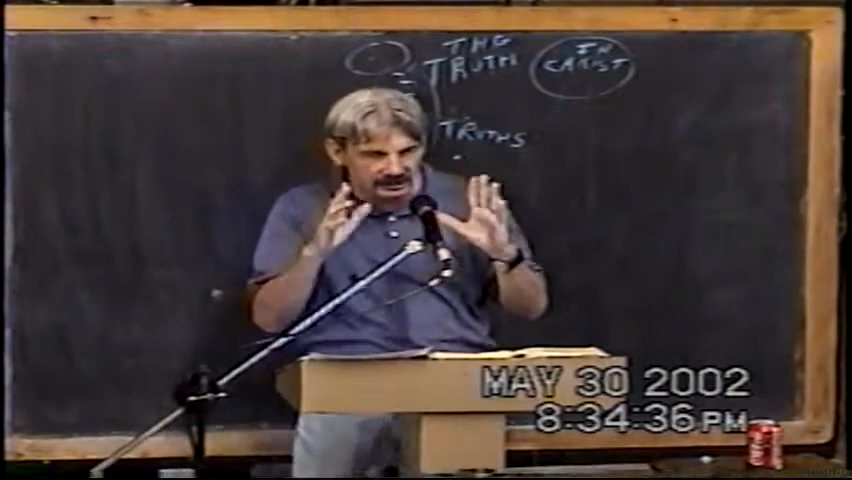 THE
TRUTH
IN
CHRIST
TRUTHS
MAY 30 2002
8:34:36 PM